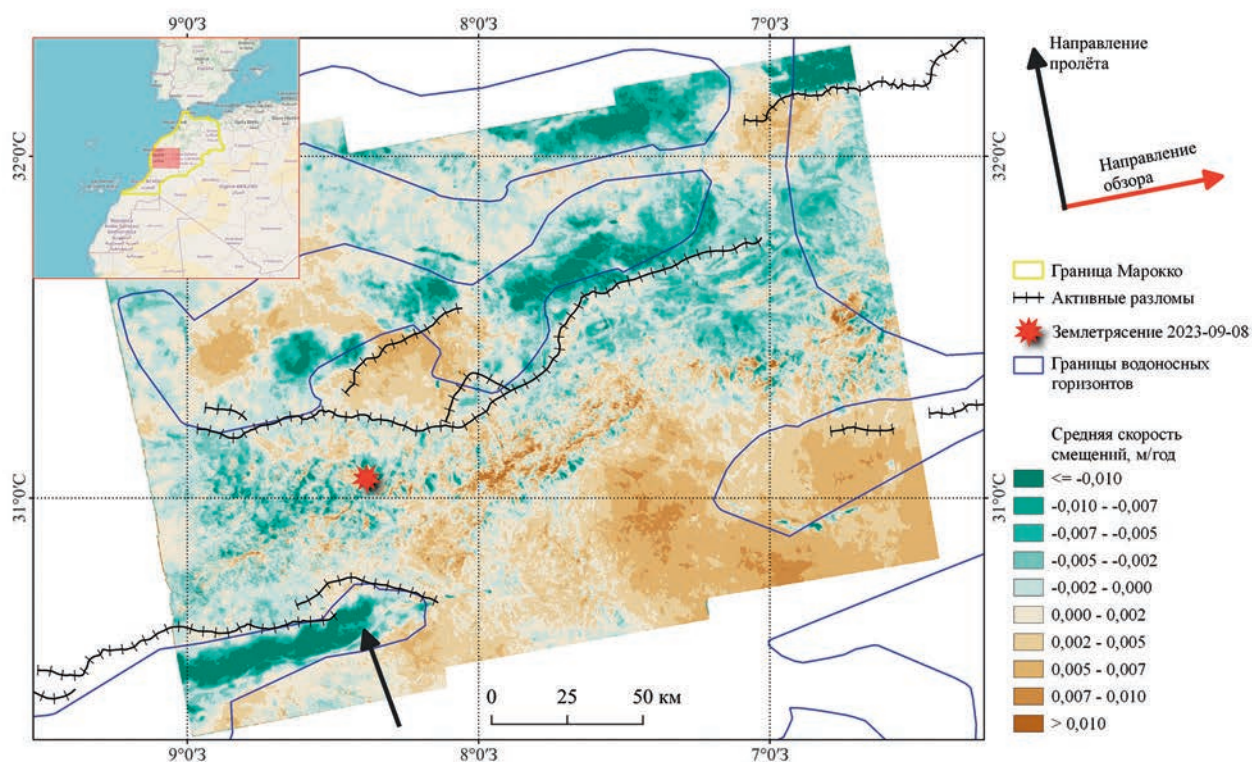 9°0'З
8°0'З
7°0'З
32°0'С
32°0'С
31°0'С
31°0'С
9°0'З
8°0'З
7°0'З
0 25 50 км
Направление
пролёта
Направление
обзора
Граница Марокко
Активные разломы
Землетрясение 2023-09-08
Границы водоносных
горизонтов
Средняя скорость
смещений, м/год
<= -0,010
-0,010 - -0,007
-0,007 - -0,005
-0,005 - -0,002
-0,002 - 0,000
0,000 - 0,002
0,002 - 0,005
0,005 - 0,007
0,007 - 0,010
> 0,010